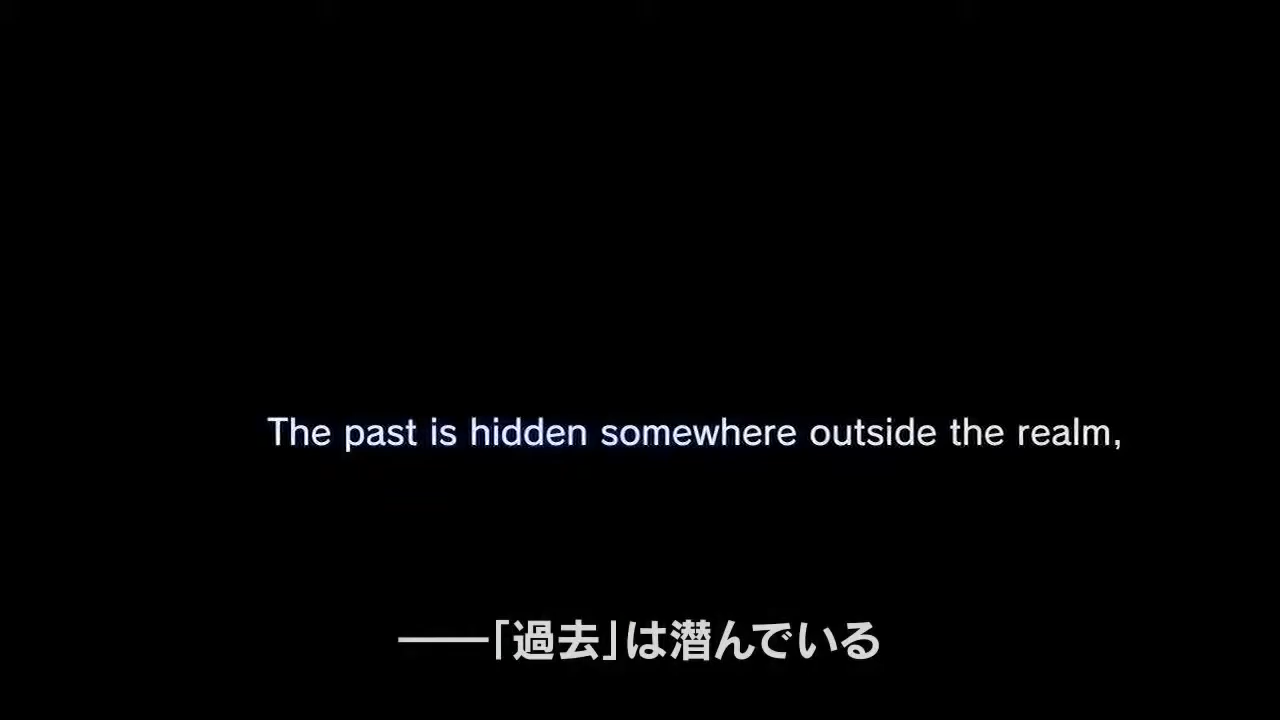 The past is hidden somewhere outside the realm,
――「過去」は潜んでいる